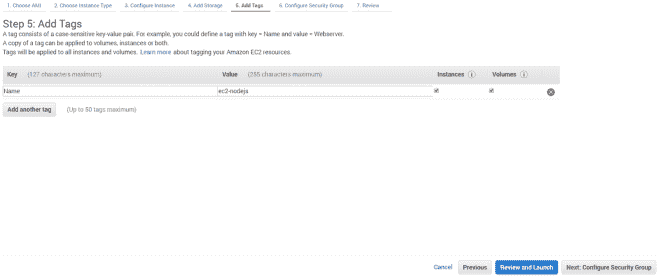 1. Choose AMI 2. Choose Instance Type 3. Configure Instance 4. Add Storage 5. Add Tags 6. Configure Security Group 7. Review
Step 5: Add Tags
A tag consists of a case-sensitive key-value pair. For example, you could define a tag with key = Name and value = Webserver.
A copy of a tag can be applied to volumes, instances or both.
Tags will be applied to all instances and volumes. Learn more about tagging your Amazon EC2 resources.
Key (127 characters maximum) Value (255 characters maximum) Instances Volumes
Name ec2-nodejs
Add another tag (Up to 50 tags maximum)
Cancel Previous Review and Launch Next: Configure Security Group